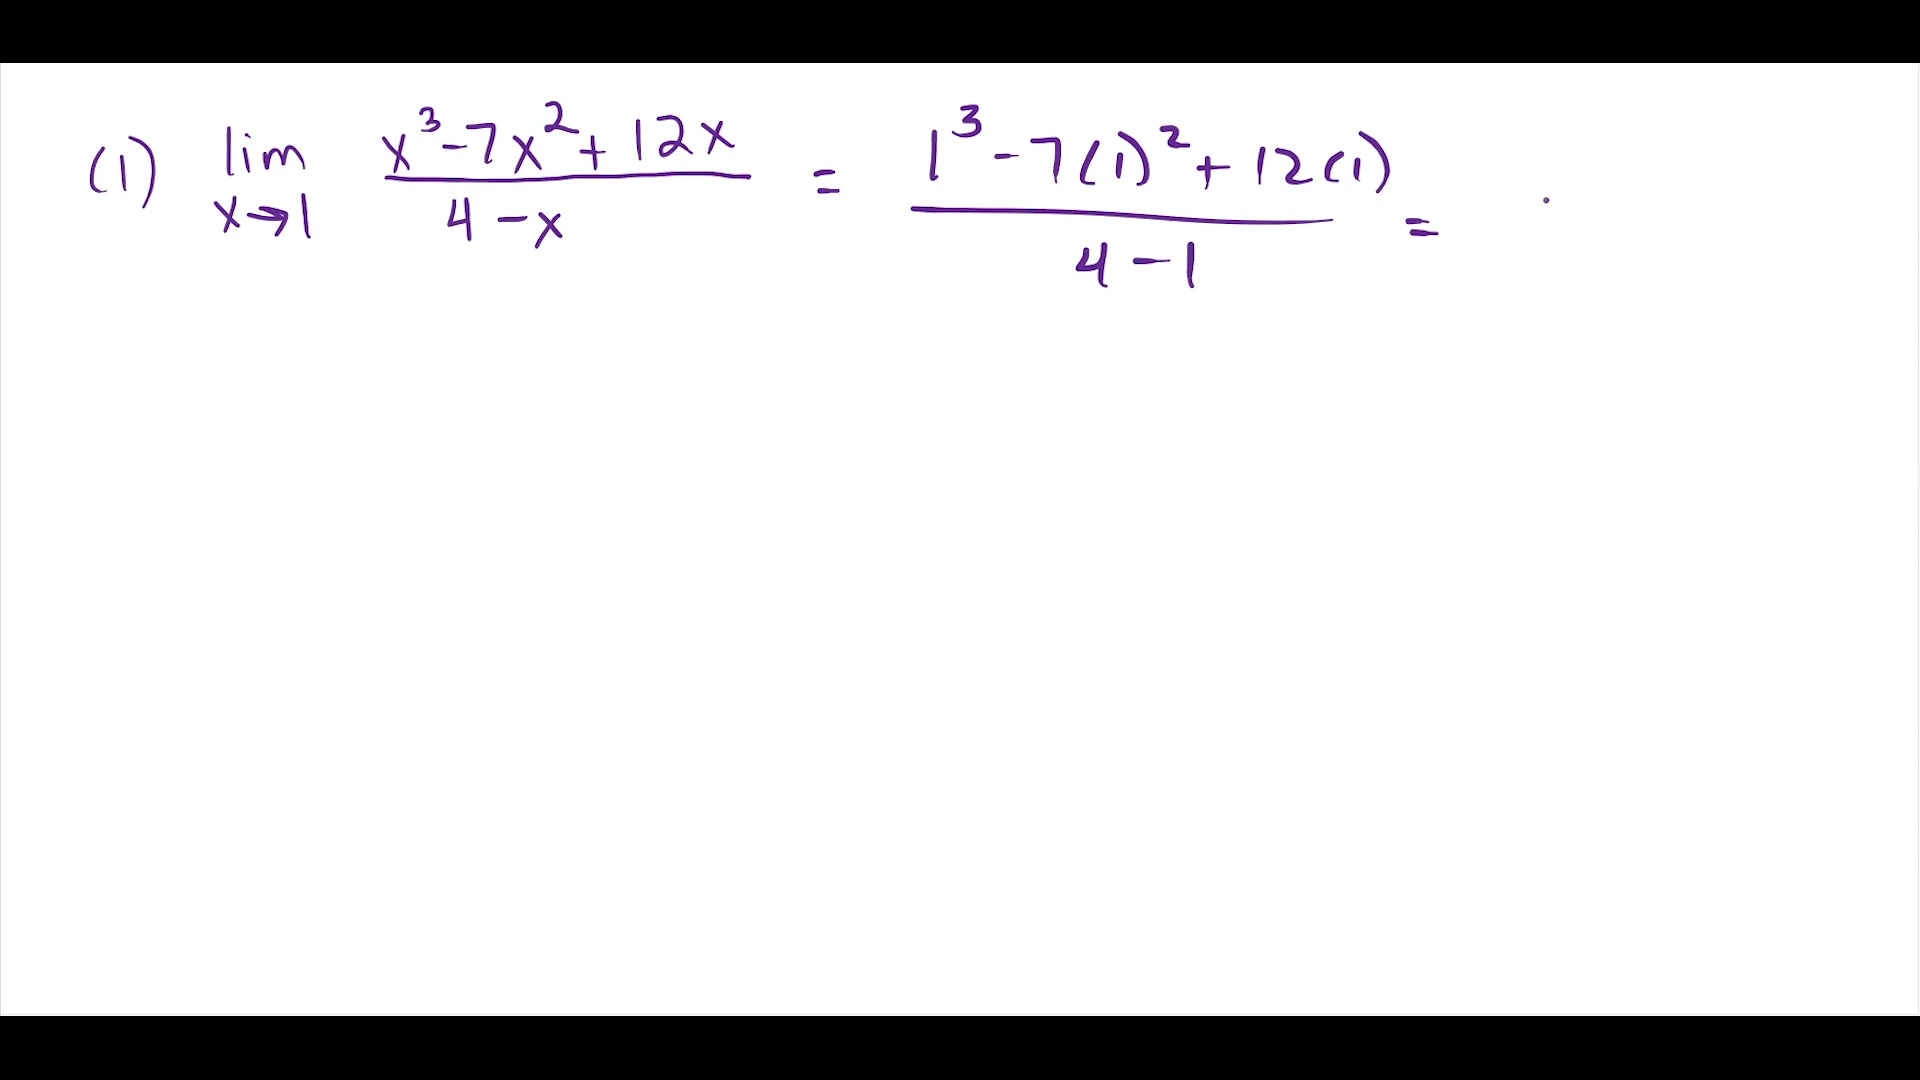 (1) lim x→1 (x³-7x²+12x)/(4-x) = (1³-7(1)²+12(1))/(4-1) =